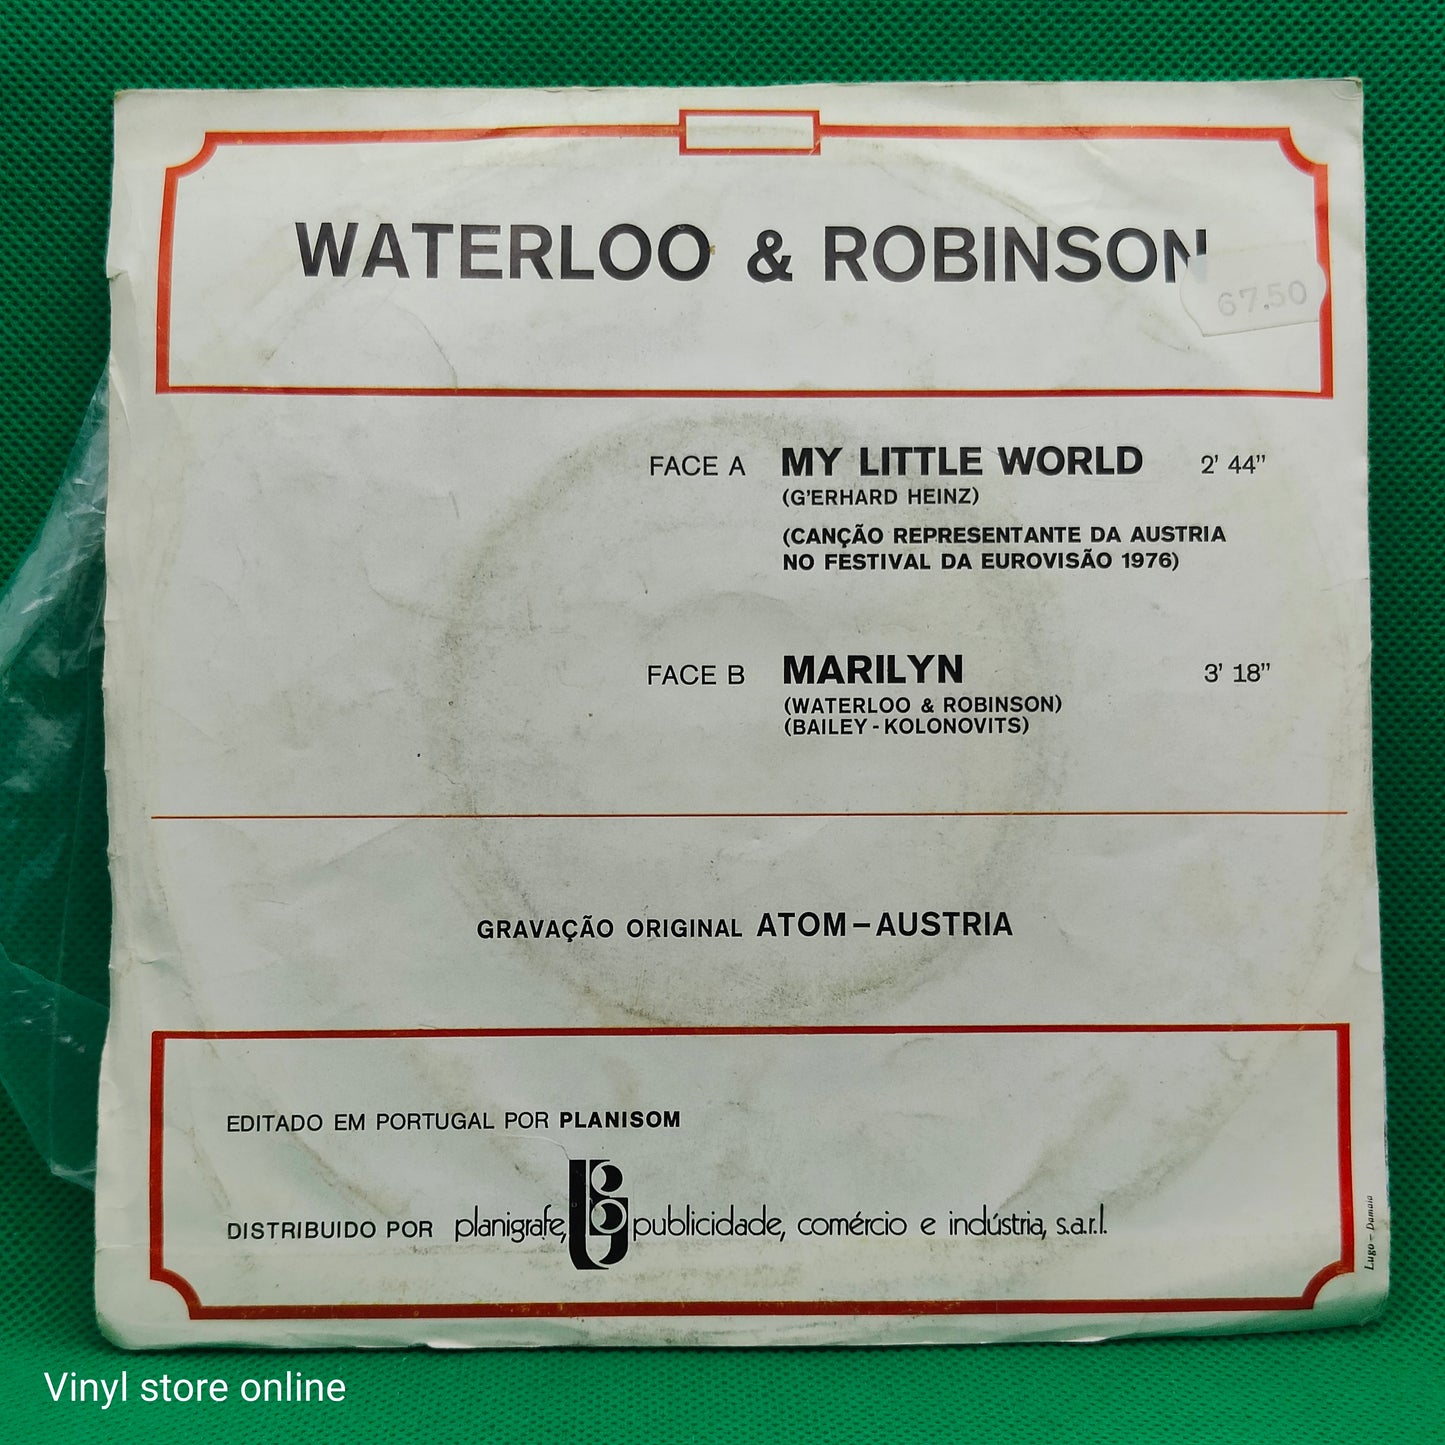 WATERLOO & ROBINSON
67.50
FACE A MY LITTLE WORLD 2' 44"
(G'ERHARD HEINZ)
(CANÇÃO REPRESENTANTE DA AUSTRIA
NO FESTIVAL DA EUROVISÃO 1976)
FACE B MARILYN 3' 18"
(WATERLOO & ROBINSON)
(BAILEY - KOLONOVITS)
GRAVAÇÃO ORIGINAL ATOM–AUSTRIA
EDITADO EM PORTUGAL POR PLANISOM
DISTRIBUIDO POR planigrafe, publicidade, comércio e indústria, s.a.r.l.
Lugo – Damaia
Vinyl store online